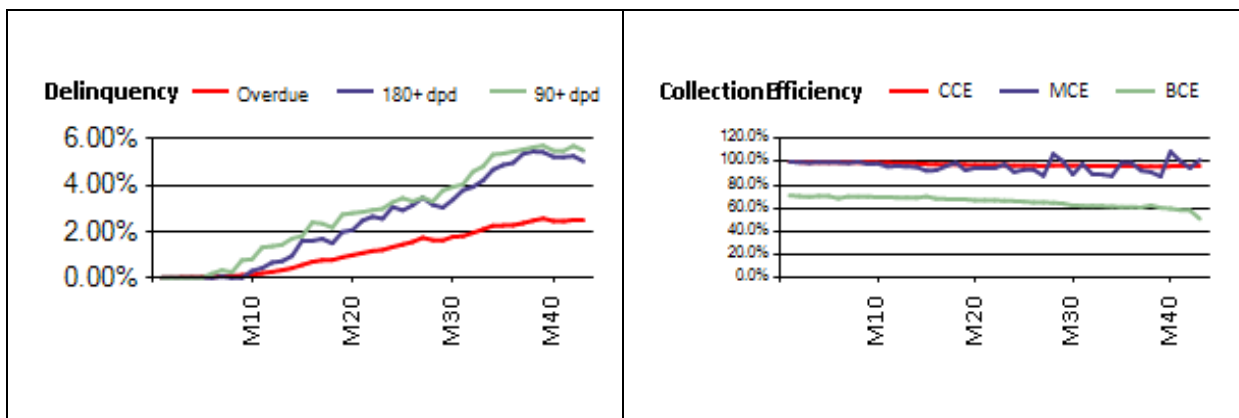 Delinquency Overdue 180+ dpd 90+ dpd
6.00%
4.00%
2.00%
0.00%
M10 M20 M30 M40
Collection Efficiency CCE MCE BCE
120.0%
100.0%
80.0%
60.0%
40.0%
20.0%
0.0%
M10 M20 M30 M40